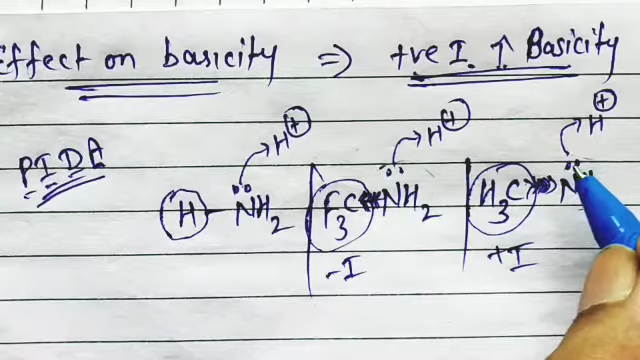 Effect on basicity ⇒ +ve I ↑ Basicity
PIDA
H⊕ H⊕ H⊕
H-NH2 F3C NH2 H3C N
-I +I